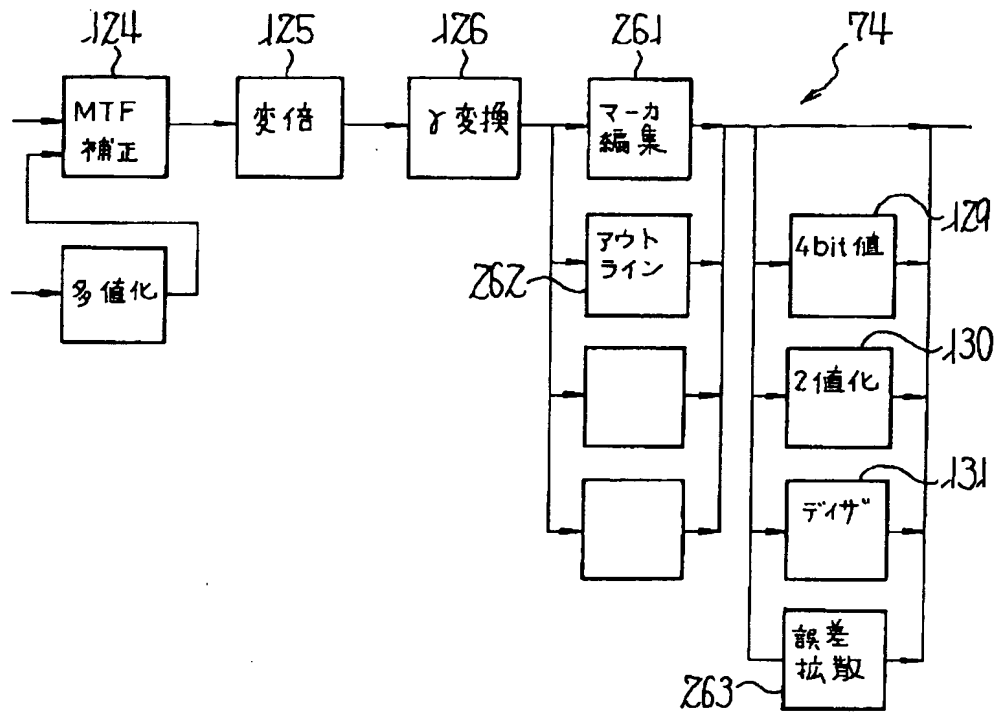 124
125
126
261
74
MTF
補正
変倍
γ変換
マーカ
編集
多値化
アウト
ライン
262
129
4bit値
130
2値化
131
ディザ
誤差
拡散
263